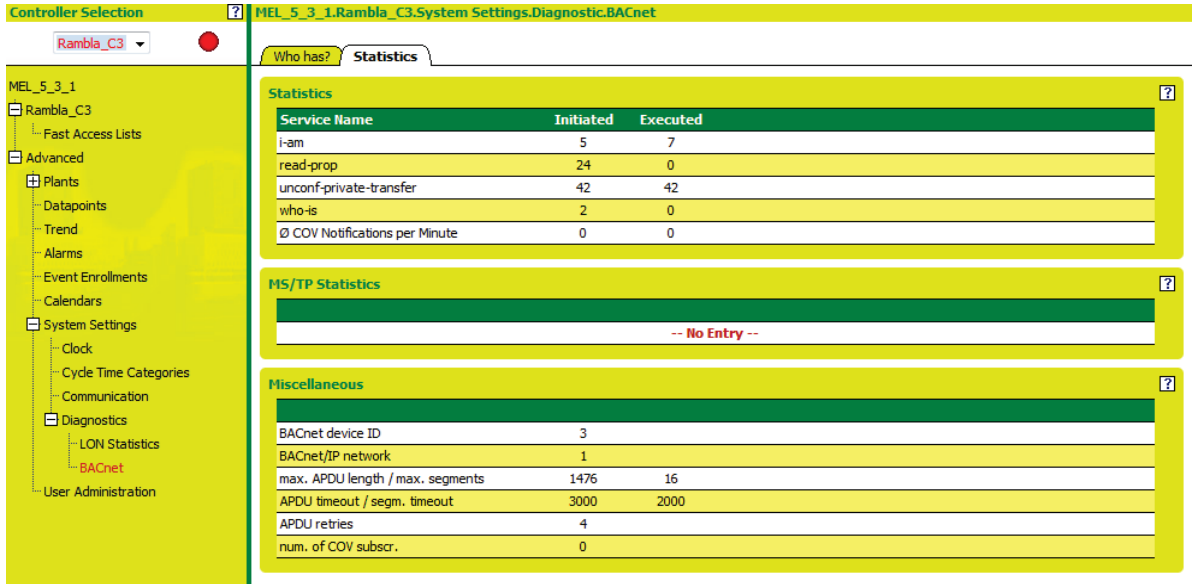 Controller Selection ?
Rambla_C3
MEL_5_3_1
Rambla_C3
Fast Access Lists
Advanced
Plants
Datapoints
Trend
Alarms
Event Enrollments
Calendars
System Settings
Clock
Cycle Time Categories
Communication
Diagnostics
LON Statistics
BACnet
User Administration
MEL_5_3_1.Rambla_C3.System Settings.Diagnostic.BACnet
Who has? Statistics
Statistics ?
Service Name Initiated Executed
i-am 5 7
read-prop 24 0
unconf-private-transfer 42 42
who-is 2 0
Ø COV Notifications per Minute 0 0
MS/TP Statistics ?
-- No Entry --
Miscellaneous ?
BACnet device ID 3
BACnet/IP network 1
max. APDU length / max. segments 1476 16
APDU timeout / segm. timeout 3000 2000
APDU retries 4
num. of COV subscr. 0